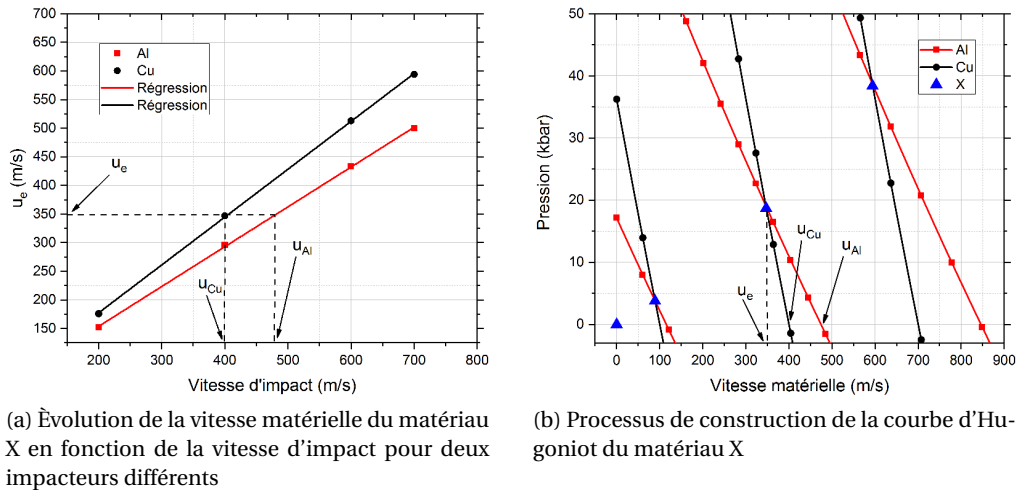 700
650
600
550
500
450
400
350
300
250
200
150
u_e (m/s)
Al
Cu
Régression
Régression
u_e
u_Al
u_Cu
200 300 400 500 600 700 800
Vitesse d'impact (m/s)
50
40
30
20
10
0
Pression (kbar)
Al
Cu
X
u_Cu
u_Al
u_e
0 100 200 300 400 500 600 700 800 900
Vitesse matérielle (m/s)
(a) Èvolution de la vitesse matérielle du matériau
X en fonction de la vitesse d'impact pour deux
impacteurs différents
(b) Processus de construction de la courbe d'Hu-
goniot du matériau X